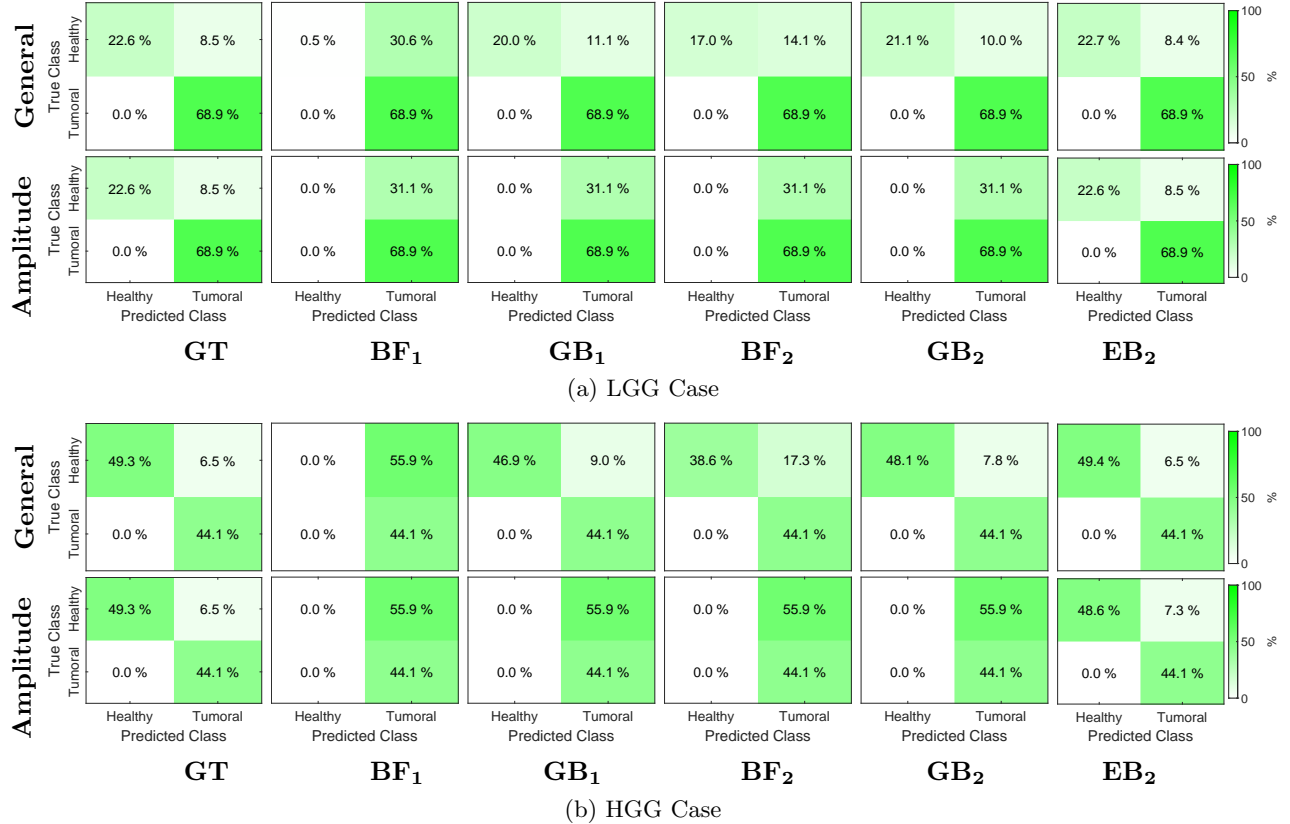 General
True Class
Healthy
Tumoral
22.6 % 8.5 % 0.5 % 30.6 % 20.0 % 11.1 % 17.0 % 14.1 % 21.1 % 10.0 % 22.7 % 8.4 %
0.0 % 68.9 % 0.0 % 68.9 % 0.0 % 68.9 % 0.0 % 68.9 % 0.0 % 68.9 % 0.0 % 68.9 %
100
50
0
%
Amplitude
True Class
Healthy
Tumoral
22.6 % 8.5 % 0.0 % 31.1 % 0.0 % 31.1 % 0.0 % 31.1 % 0.0 % 31.1 % 22.6 % 8.5 %
0.0 % 68.9 % 0.0 % 68.9 % 0.0 % 68.9 % 0.0 % 68.9 % 0.0 % 68.9 % 0.0 % 68.9 %
100
50
0
%
Healthy Tumoral Healthy Tumoral Healthy Tumoral Healthy Tumoral Healthy Tumoral Healthy Tumoral
Predicted Class Predicted Class Predicted Class Predicted Class Predicted Class Predicted Class
GT BF₁ GB₁ BF₂ GB₂ EB₂
(a) LGG Case
General
True Class
Healthy
Tumoral
49.3 % 6.5 % 0.0 % 55.9 % 46.9 % 9.0 % 38.6 % 17.3 % 48.1 % 7.8 % 49.4 % 6.5 %
0.0 % 44.1 % 0.0 % 44.1 % 0.0 % 44.1 % 0.0 % 44.1 % 0.0 % 44.1 % 0.0 % 44.1 %
100
50
0
%
Amplitude
True Class
Healthy
Tumoral
49.3 % 6.5 % 0.0 % 55.9 % 0.0 % 55.9 % 0.0 % 55.9 % 0.0 % 55.9 % 48.6 % 7.3 %
0.0 % 44.1 % 0.0 % 44.1 % 0.0 % 44.1 % 0.0 % 44.1 % 0.0 % 44.1 % 0.0 % 44.1 %
100
50
0
%
Healthy Tumoral Healthy Tumoral Healthy Tumoral Healthy Tumoral Healthy Tumoral Healthy Tumoral
Predicted Class Predicted Class Predicted Class Predicted Class Predicted Class Predicted Class
GT BF₁ GB₁ BF₂ GB₂ EB₂
(b) HGG Case